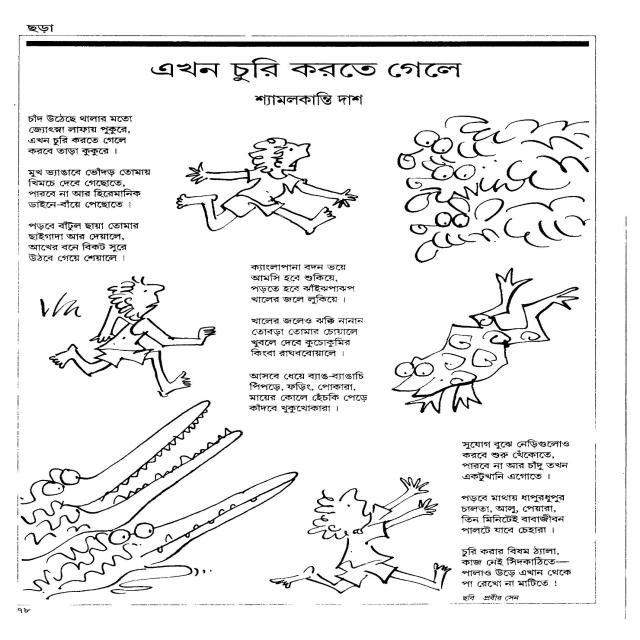 ছড়া
এখন চুরি করতে গেলে
শ্যামলকান্তি দাশ
চাঁদ উঠেছে থালার মতো
জ্যোৎস্না লাফায় পুকুরে,
এখন চুরি করতে গেলে
করবে তাড়া কুকুরে ।
মুখ ভ্যাঙাবে ভোঁদড় তোমায়
খিমচে দেবে গেছোতে,
পারবে না আর হিরেমানিক
ডাইনে-বাঁয়ে পেছোতে ।
পড়বে বাঁটুল ছায়া তোমার
ছাইগাদা আর দেয়ালে,
আখের বনে বিকট সুরে
উঠবে গেয়ে শেয়ালে ।
ক্যাংলাপানা বদন ভয়ে
আমসি হবে শুকিয়ে,
পড়তে হবে ঝাঁইঝপাঝপ
খালের জলে লুকিয়ে ।
খালের জলেও ঝক্কি নানান
তোবড়া তোমার চোয়ালে
খুবলে দেবে কুচোকুমির
কিংবা রাঘববোয়ালে ।
আসবে ধেয়ে ব্যাঙ-ব্যাঙাচি
পিঁপড়ে, ফড়িং, পোকারা,
মায়ের কোলে হেঁচকি পেড়ে
কাঁদবে খুকুখোকারা ।
সুযোগ বুঝে নেড়িগুলোও
করবে শুরু ঘেঁকোতে,
পারবে না আর চাঁদু তখন
একটুখানি এগোতে ।
পড়বে মাথায় ধাপুরধুপুর
চালতা, আলু, পেয়ারা,
তিন মিনিটেই বাবাজীবন
পালটে যাবে চেহারা ।
চুরি করার বিষম ঠ্যালা,
কাজ নেই সিঁদকাঠিতে—
পালাও উড়ে এখান থেকে
পা রেখো না মাটিতে !
ছবি প্রবীর সেন
৭৮